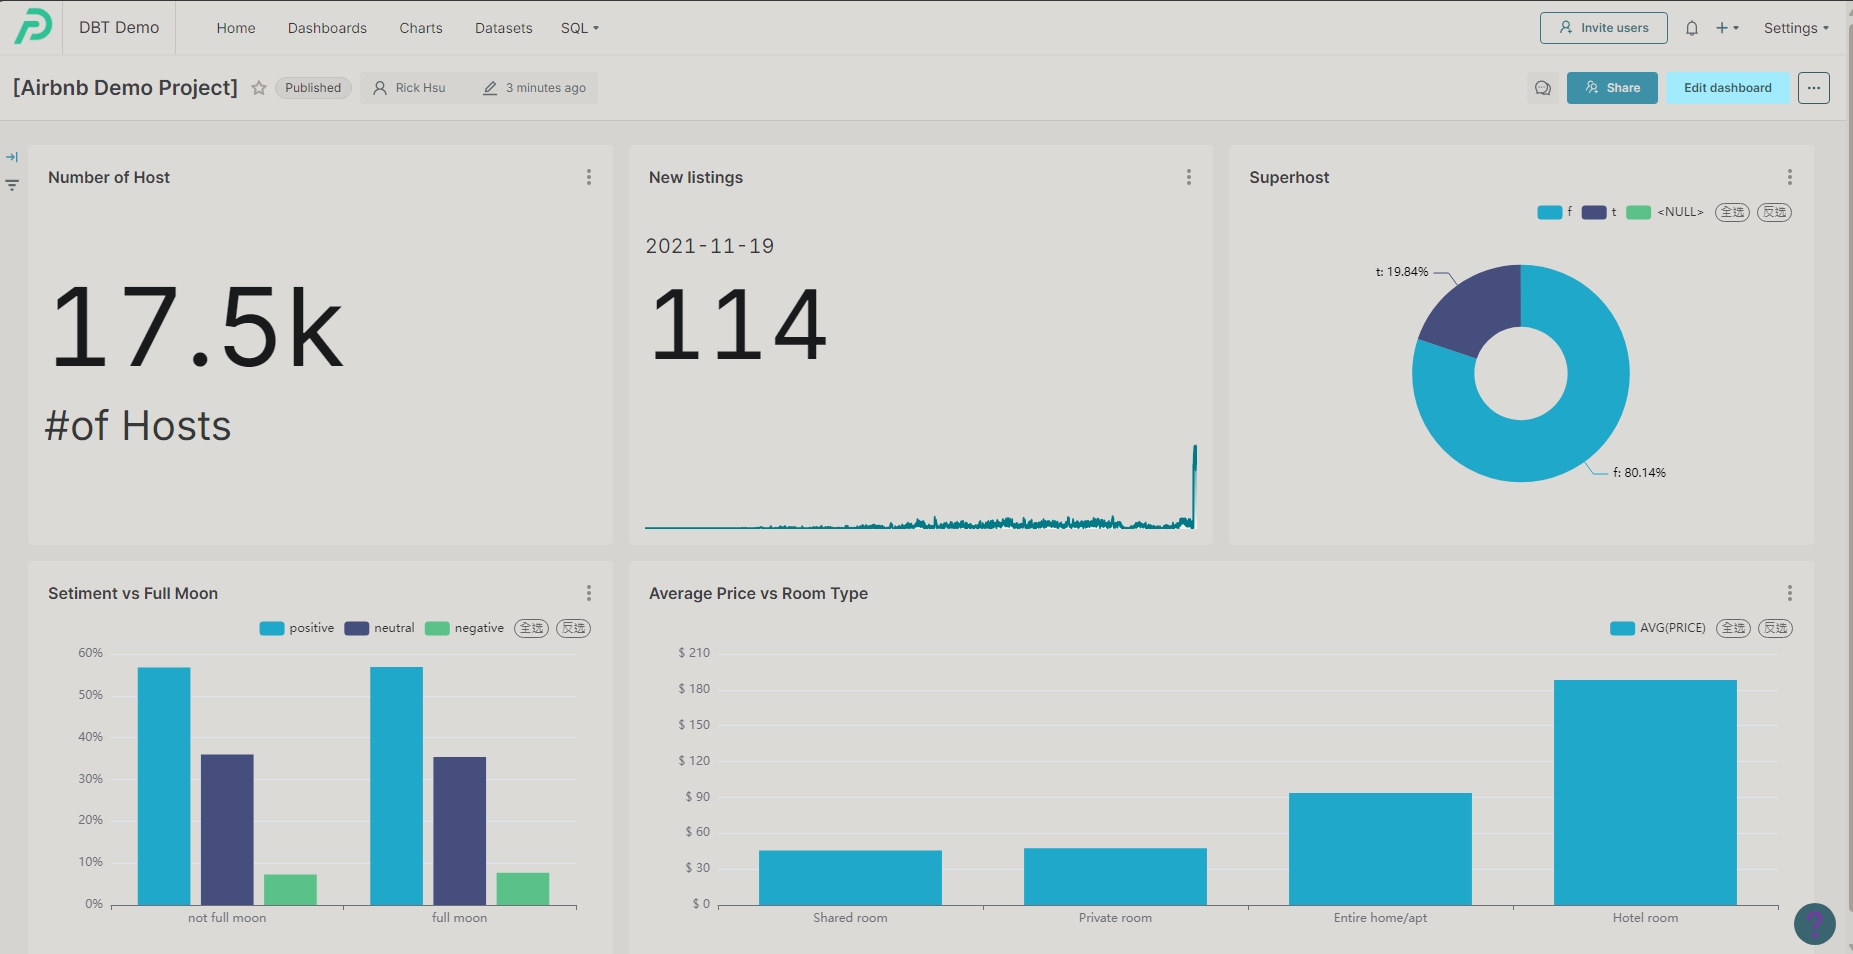 DBT Demo Home Dashboards Charts Datasets SQL Invite users Settings
[Airbnb Demo Project] Published Rick Hsu 3 minutes ago Share Edit dashboard ...
Number of Host
17.5k
#of Hosts
New listings
2021-11-19
114
Superhost
f t <NULL> 全选 反选
t: 19.84%
f: 80.14%
Setiment vs Full Moon
positive neutral negative 全选 反选
60%
50%
40%
30%
20%
10%
0%
not full moon full moon
Average Price vs Room Type
AVG(PRICE) 全选 反选
$ 210
$ 180
$ 150
$ 120
$ 90
$ 60
$ 30
$ 0
Shared room Private room Entire home/apt Hotel room
?